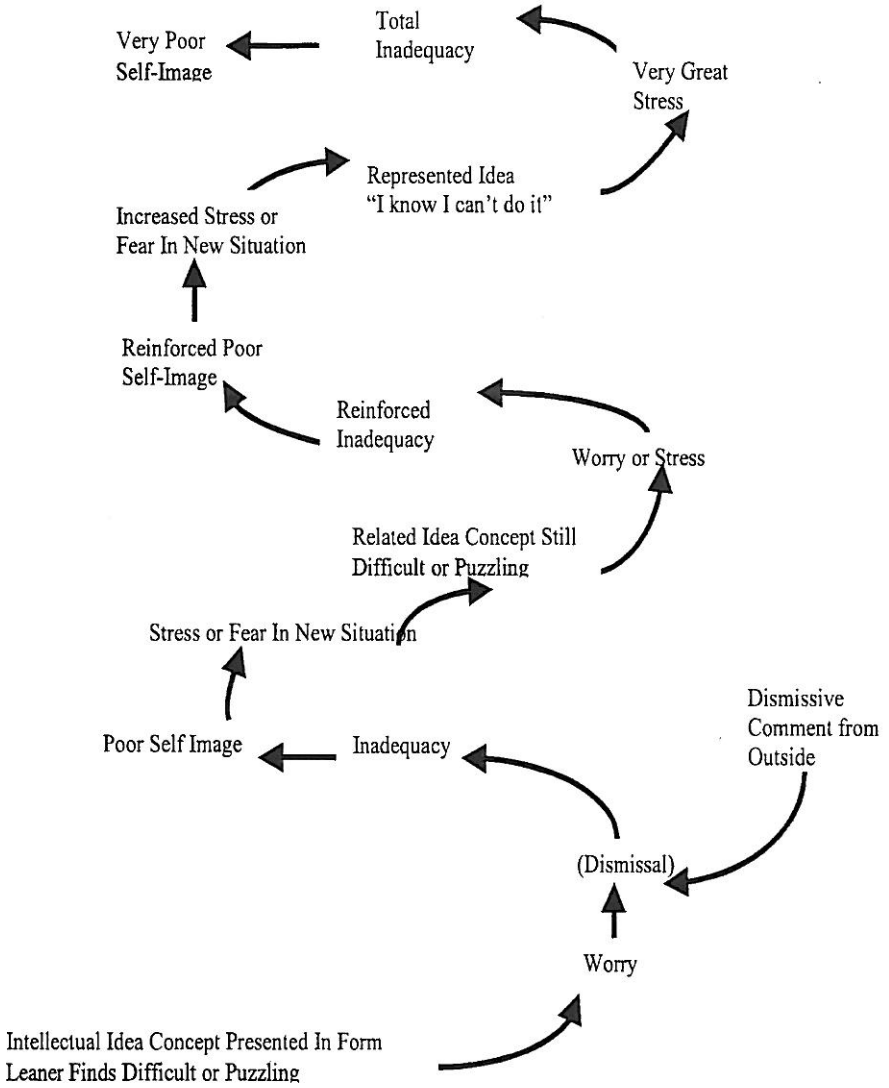 Total
Inadequacy
Very Poor
Self-Image
Very Great
Stress
Represented Idea
“I know I can’t do it”
Increased Stress or
Fear In New Situation
Reinforced Poor
Self-Image
Reinforced
Inadequacy
Worry or Stress
Related Idea Concept Still
Difficult or Puzzling
Stress or Fear In New Situation
Dismissive
Comment from
Outside
Poor Self Image
Inadequacy
(Dismissal)
Worry
Intellectual Idea Concept Presented In Form
Leaner Finds Difficult or Puzzling